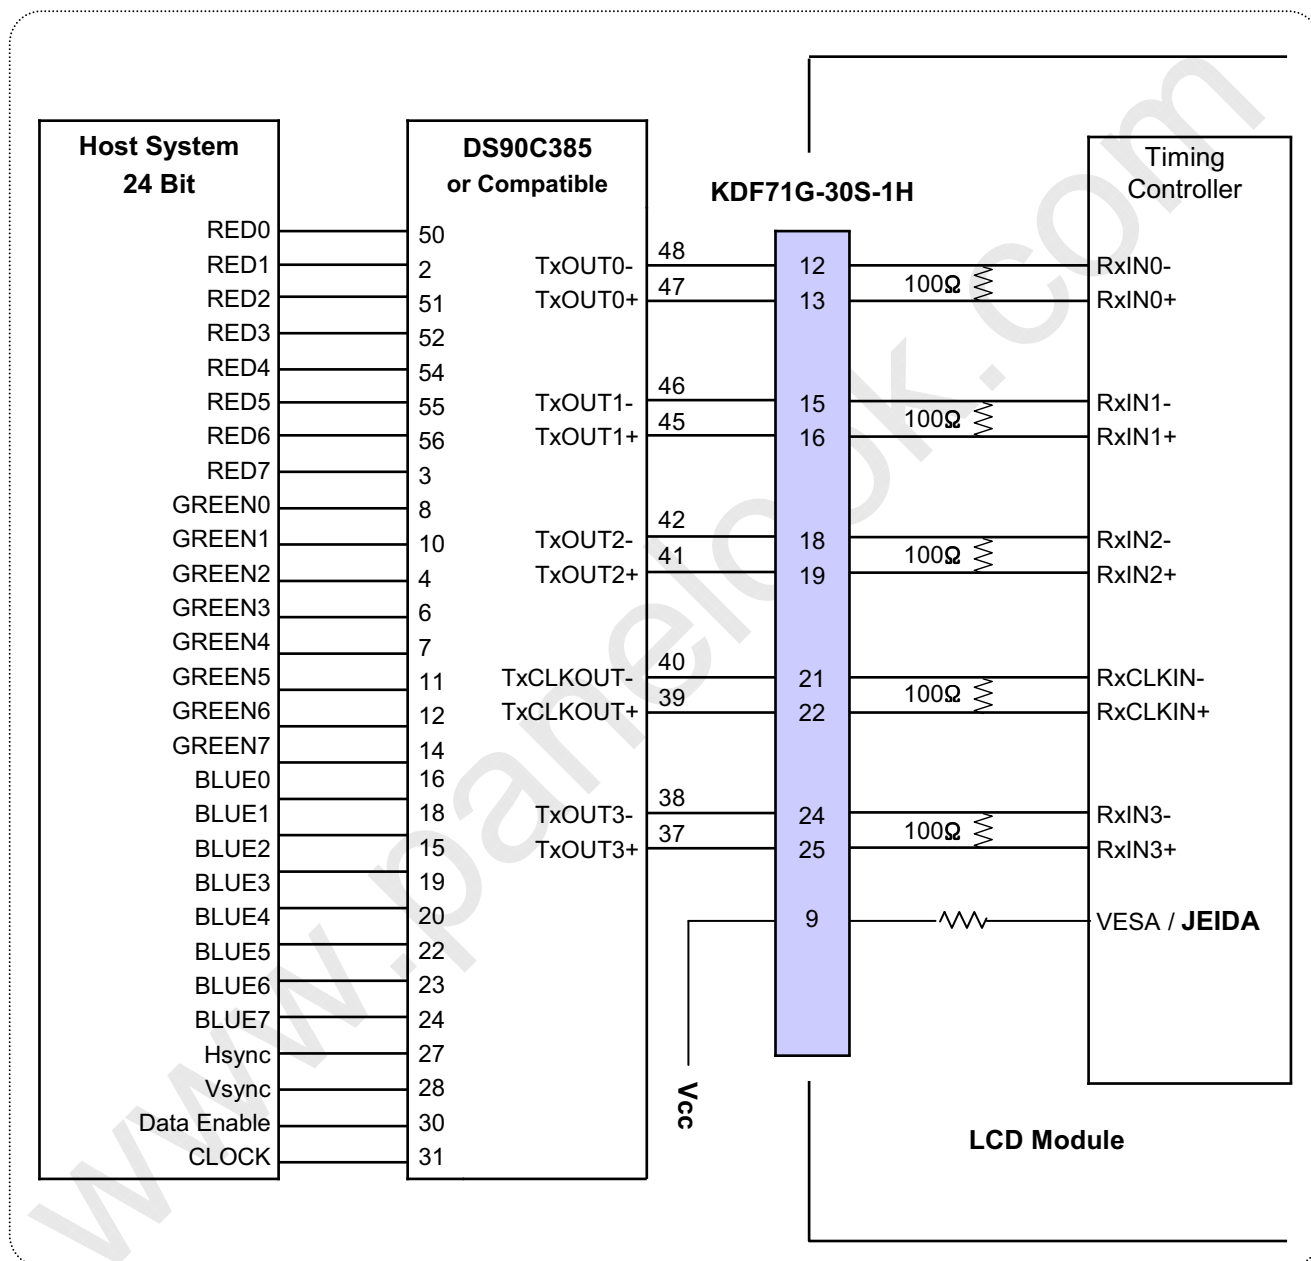 Host System
24 Bit
RED0
RED1
RED2
RED3
RED4
RED5
RED6
RED7
GREEN0
GREEN1
GREEN2
GREEN3
GREEN4
GREEN5
GREEN6
GREEN7
BLUE0
BLUE1
BLUE2
BLUE3
BLUE4
BLUE5
BLUE6
BLUE7
Hsync
Vsync
Data Enable
CLOCK
DS90C385
or Compatible
50
2
51
52
54
55
56
3
8
10
4
6
7
11
12
14
16
18
15
19
20
22
23
24
27
28
30
31
TxOUT0-
TxOUT0+
TxOUT1-
TxOUT1+
TxOUT2-
TxOUT2+
TxCLKOUT-
TxCLKOUT+
TxOUT3-
TxOUT3+
48
47
46
45
42
41
40
39
38
37
Vcc
KDF71G-30S-1H
12
13
15
16
18
19
21
22
24
25
9
100Ω
100Ω
100Ω
100Ω
100Ω
Timing
Controller
RxIN0-
RxIN0+
RxIN1-
RxIN1+
RxIN2-
RxIN2+
RxCLKIN-
RxCLKIN+
RxIN3-
RxIN3+
VESA / JEIDA
LCD Module
www.panelook.com